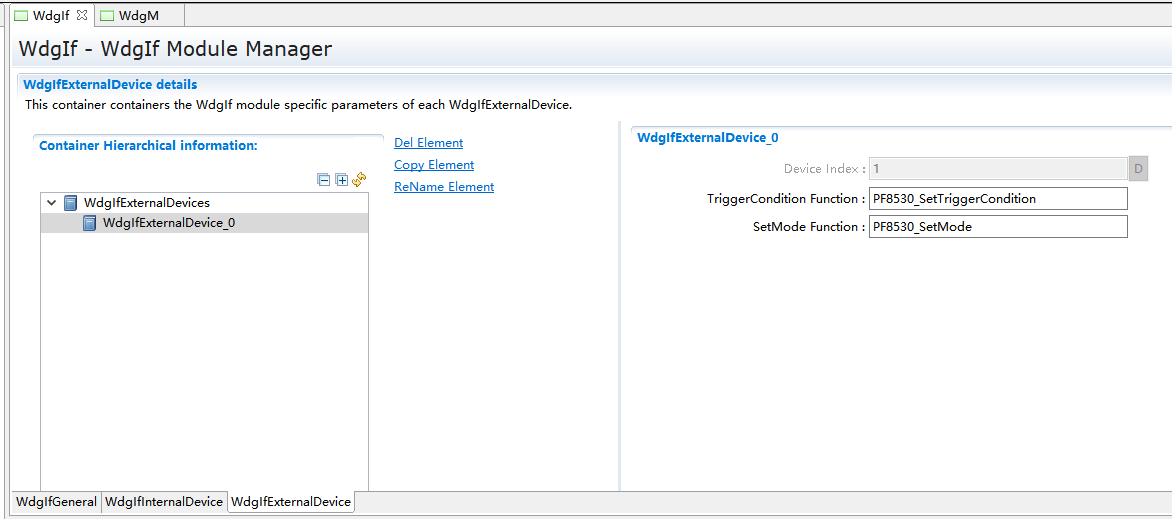 WdgIf
WdgM
WdgIf - WdgIf Module Manager
WdgIfExternalDevice details
This container containers the WdgIf module specific parameters of each WdgIfExternalDevice.
Container Hierarchical information:
WdgIfExternalDevices
WdgIfExternalDevice_0
Del Element
Copy Element
ReName Element
WdgIfExternalDevice_0
Device Index : 1 D
TriggerCondition Function : PF8530_SetTriggerCondition
SetMode Function : PF8530_SetMode
WdgIfGeneral WdgIfInternalDevice WdgIfExternalDevice